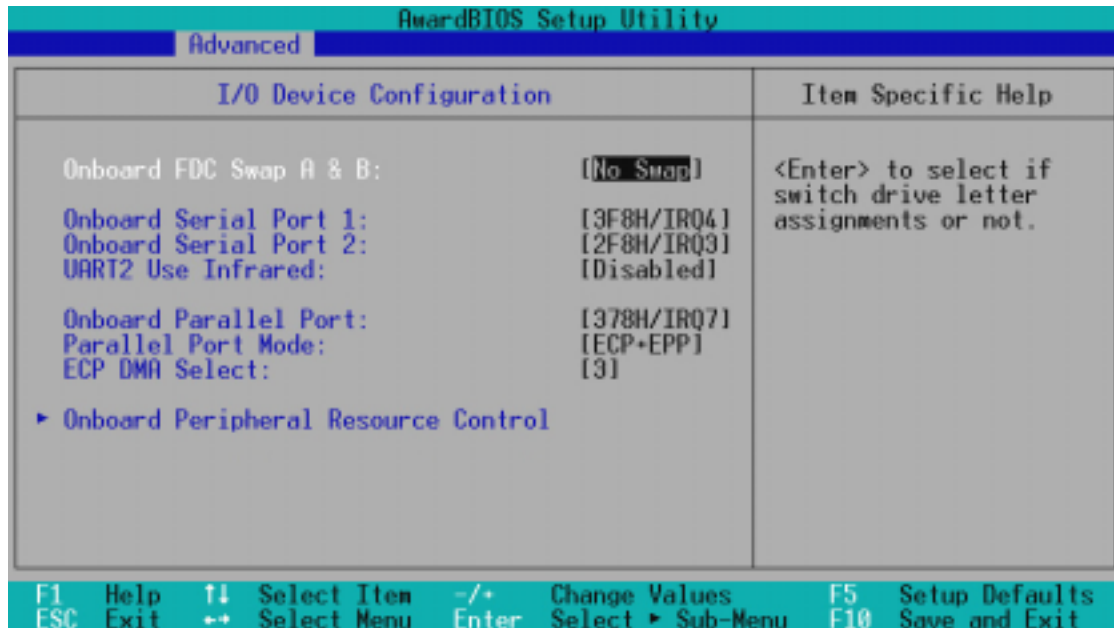 AwardBIOS Setup Utility
Advanced
I/O Device Configuration
Item Specific Help
Onboard FDC Swap A & B: [No Swap]
Onboard Serial Port 1: [3F8H/IRQ4]
Onboard Serial Port 2: [2F8H/IRQ3]
UART2 Use Infrared: [Disabled]
Onboard Parallel Port: [378H/IRQ7]
Parallel Port Mode: [ECP+EPP]
ECP DMA Select: [3]
► Onboard Peripheral Resource Control
<Enter> to select if
switch drive letter
assignments or not.
F1 Help ↑↓ Select Item -/+ Change Values F5 Setup Defaults
ESC Exit ←→ Select Menu Enter Select ► Sub-Menu F10 Save and Exit